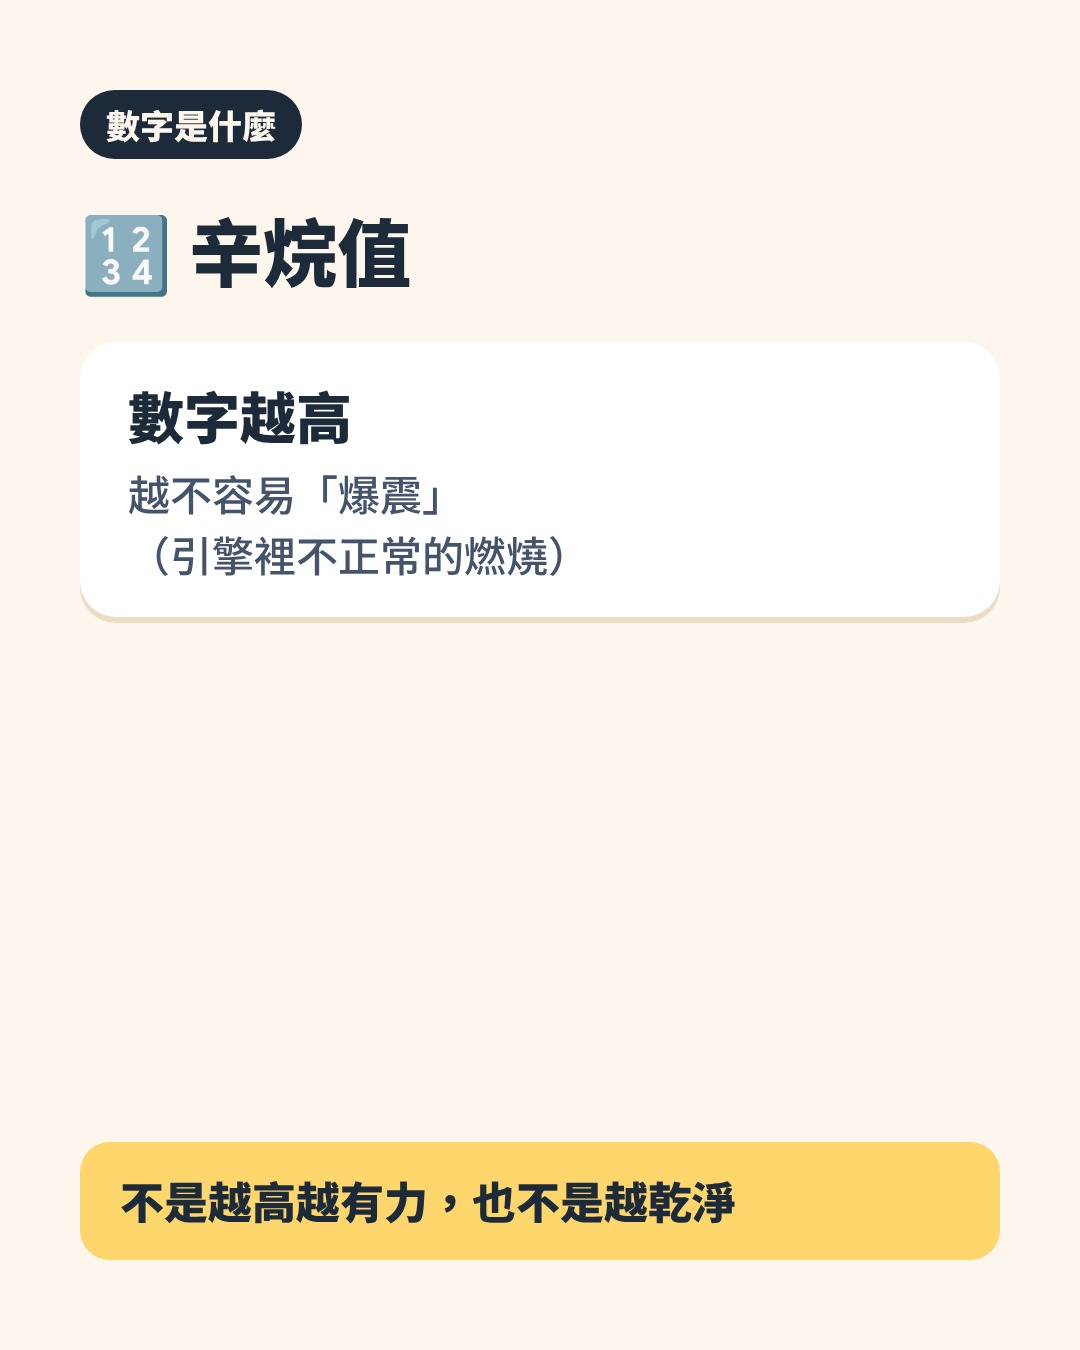 數字是什麼
🔢 辛烷值
數字越高
越不容易「爆震」
（引擎裡不正常的燃燒）
不是越高越有力，也不是越乾淨